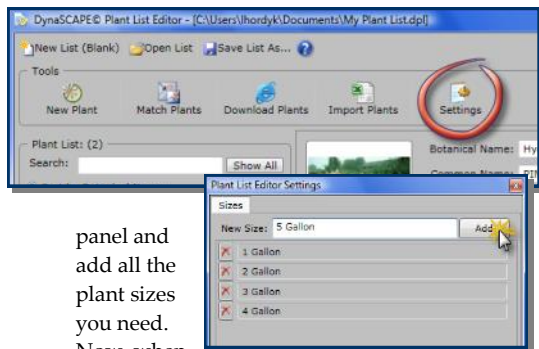 DynaSCAPE© Plant List Editor - [C:\Users\lhordyk\Documents\My Plant List.dpl]
New List (Blank) Open List Save List As...
Tools
New Plant Match Plants Download Plants Import Plants Settings
Plant List: (2)
Search: Show All
Botanical Name: Hy
Common Name:
Plant List Editor Settings
Sizes
New Size: 5 Gallon Add
1 Gallon
2 Gallon
3 Gallon
4 Gallon
panel and
add all the
plant sizes
you need.